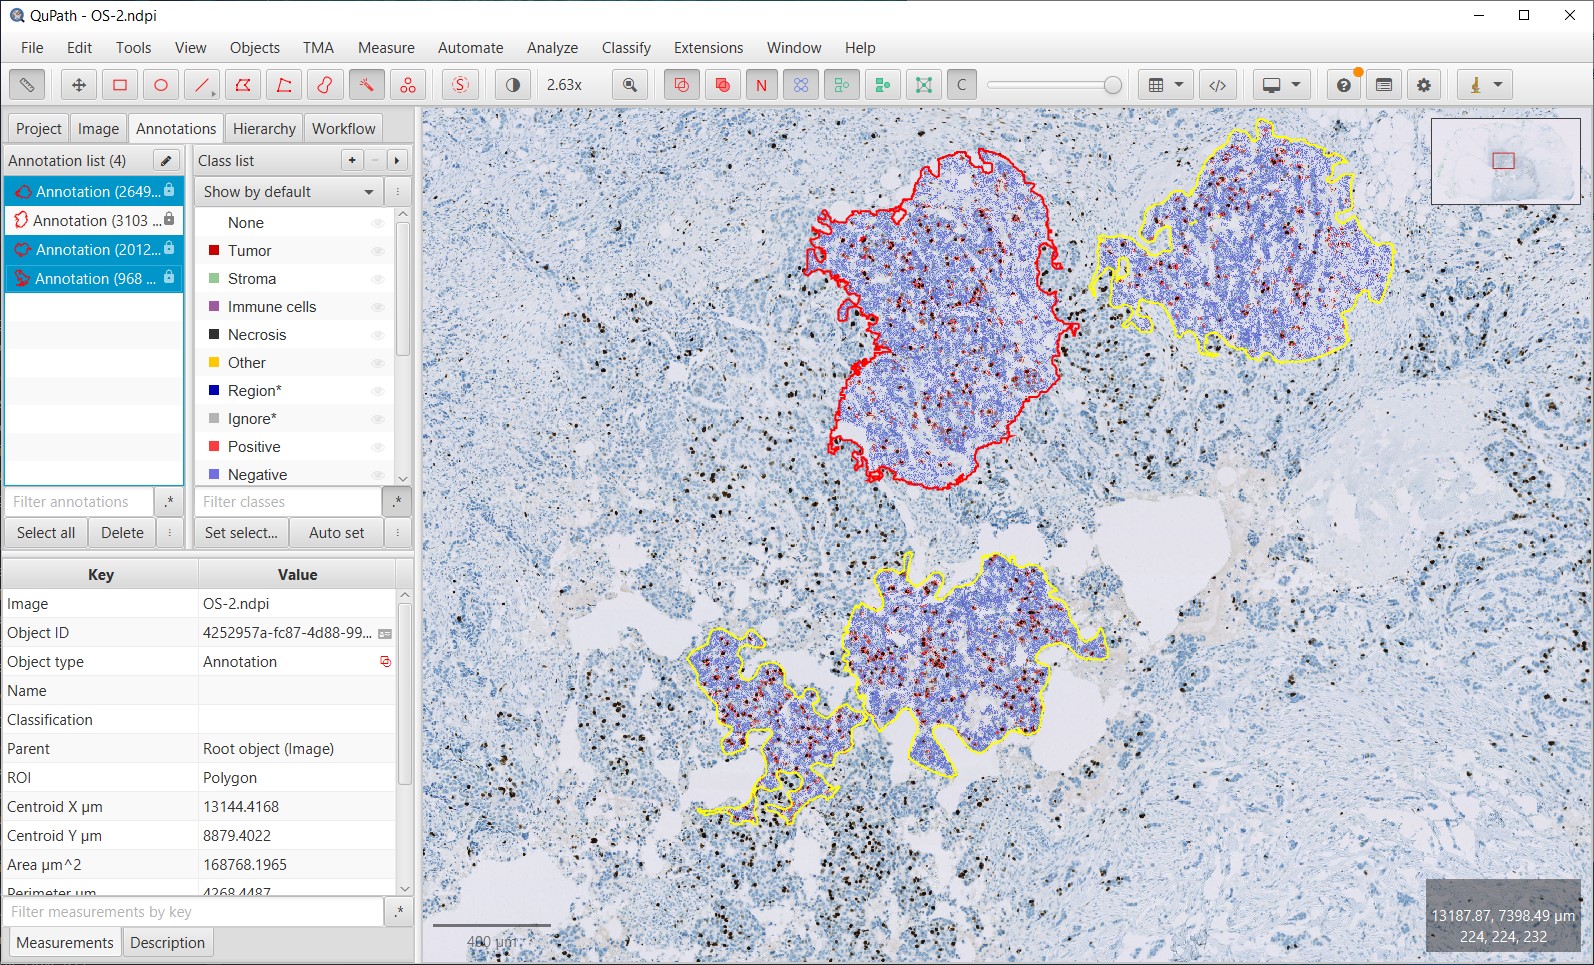 QuPath - OS-2.ndpi
File Edit Tools View Objects TMA Measure Automate Analyze Classify Extensions Window Help
S 2.63x N C </> ?
Project Image Annotations Hierarchy Workflow
Annotation list (4)
Annotation (2649...
Annotation (3103 ...
Annotation (2012...
Annotation (968 ...
Filter annotations .*
Select all Delete
Class list + -
Show by default
None
Tumor
Stroma
Immune cells
Necrosis
Other
Region*
Ignore*
Positive
Negative
Filter classes .*
Set select... Auto set
Key Value
Image OS-2.ndpi
Object ID 4252957a-fc87-4d88-99...
Object type Annotation
Name
Classification
Parent Root object (Image)
ROI Polygon
Centroid X µm 13144.4168
Centroid Y µm 8879.4022
Area µm^2 168768.1965
Perimeter µm 4268.4487
Filter measurements by key .*
Measurements Description
400 µm
13187.87, 7398.49 µm
224, 224, 232